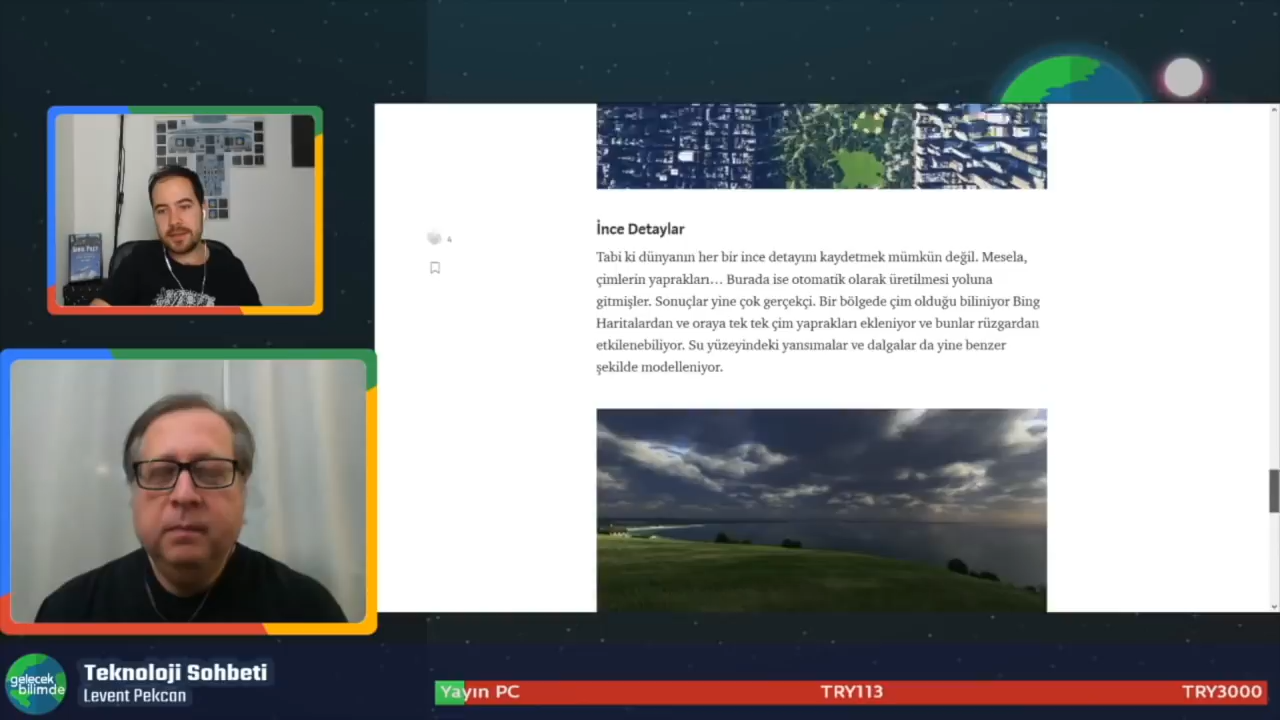 4
İnce Detaylar
Tabi ki dünyanın her bir ince detayını kaydetmek mümkün değil. Mesela,
çimlerin yaprakları… Burada ise otomatik olarak üretilmesi yoluna
gitmişler. Sonuçlar yine çok gerçekçi. Bir bölgede çim olduğu biliniyor Bing
Haritalardan ve oraya tek tek çim yaprakları ekleniyor ve bunlar rüzgardan
etkilenebiliyor. Su yüzeyindeki yansımalar ve dalgalar da yine benzer
şekilde modelleniyor.
gelecek
bilimde
Teknoloji Sohbeti
Levent Pekcan
Yayın PC
TRY113
TRY3000